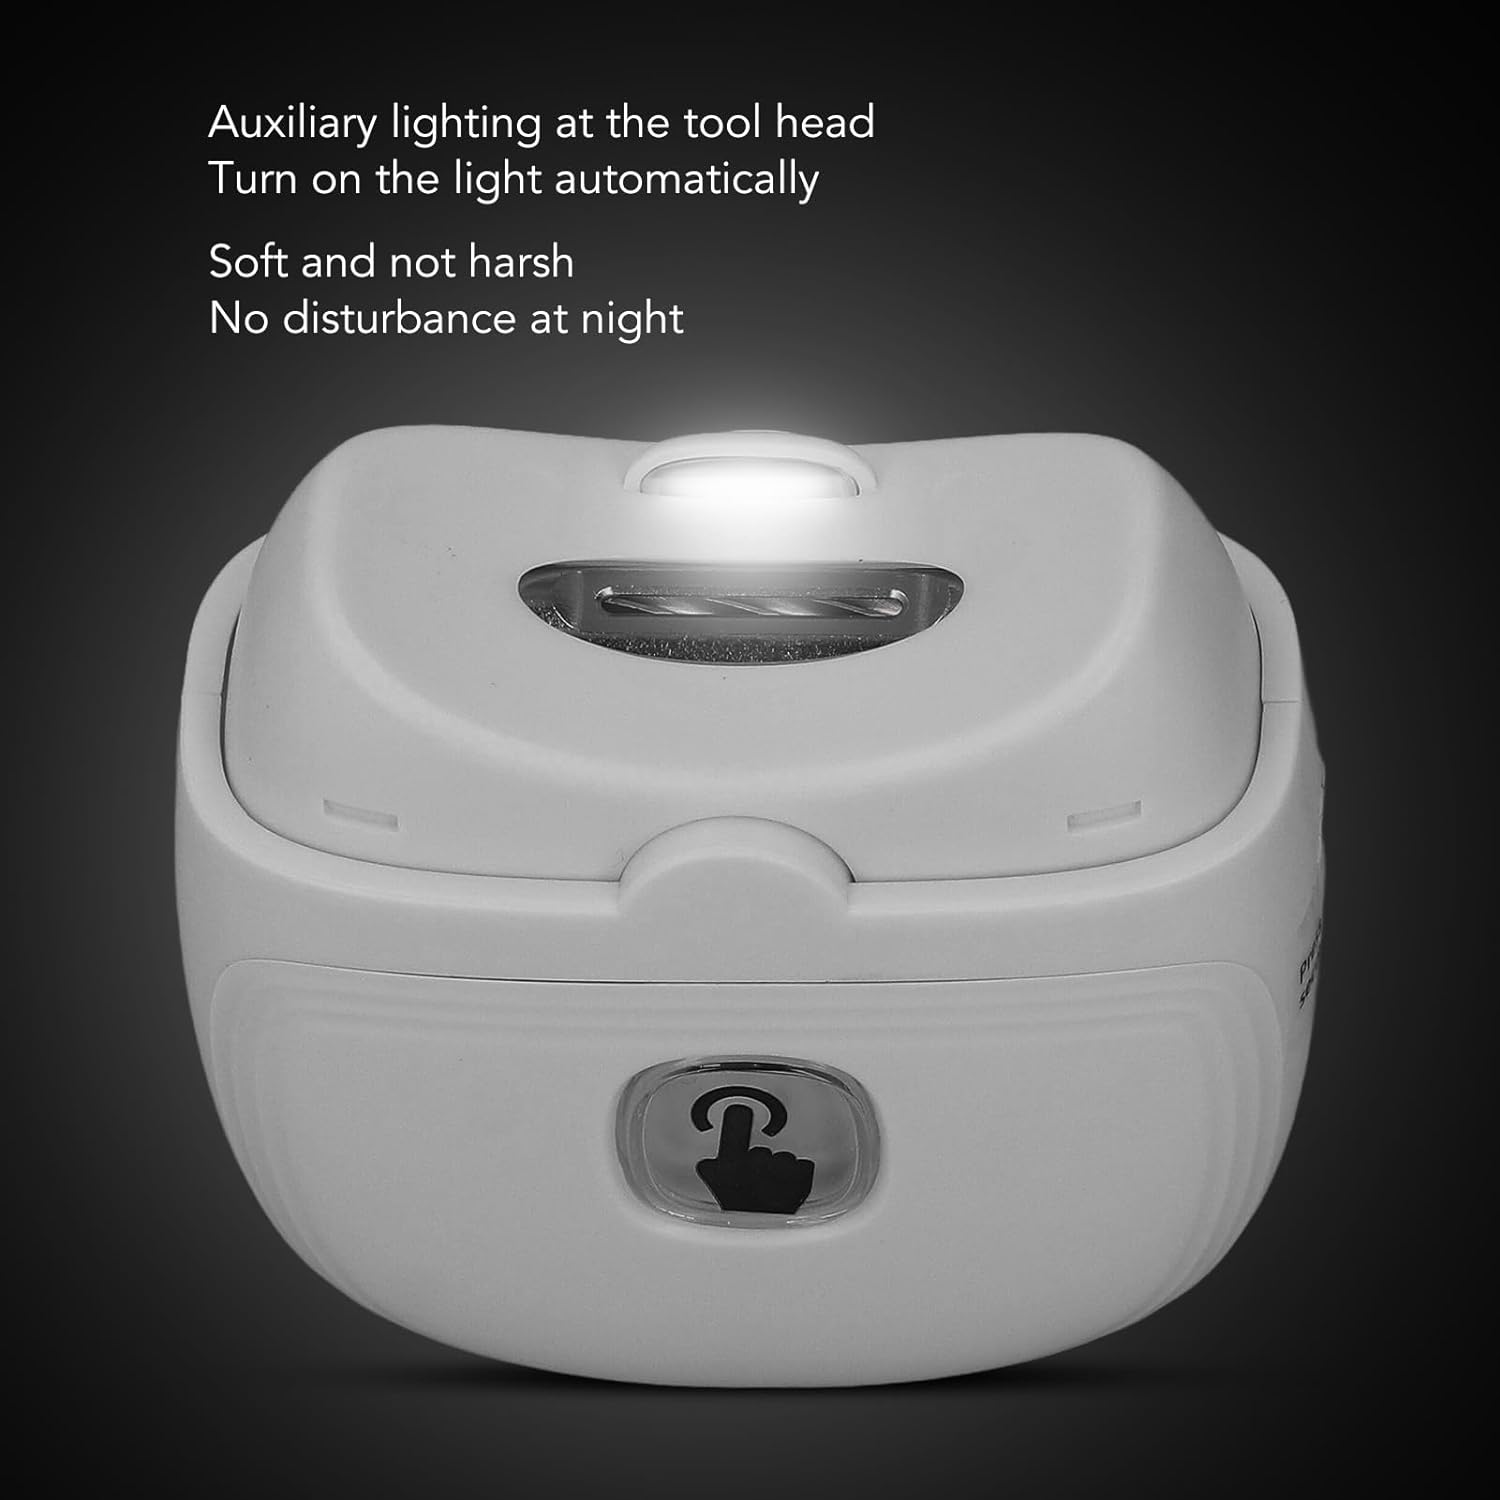 Auxiliary lighting at the tool head
Turn on the light automatically
Soft and not harsh
No disturbance at night